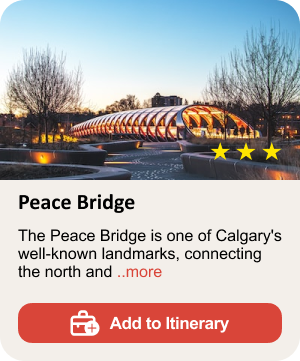 Peace Bridge
The Peace Bridge is one of Calgary's
well-known landmarks, connecting
the north and ..more
Add to Itinerary